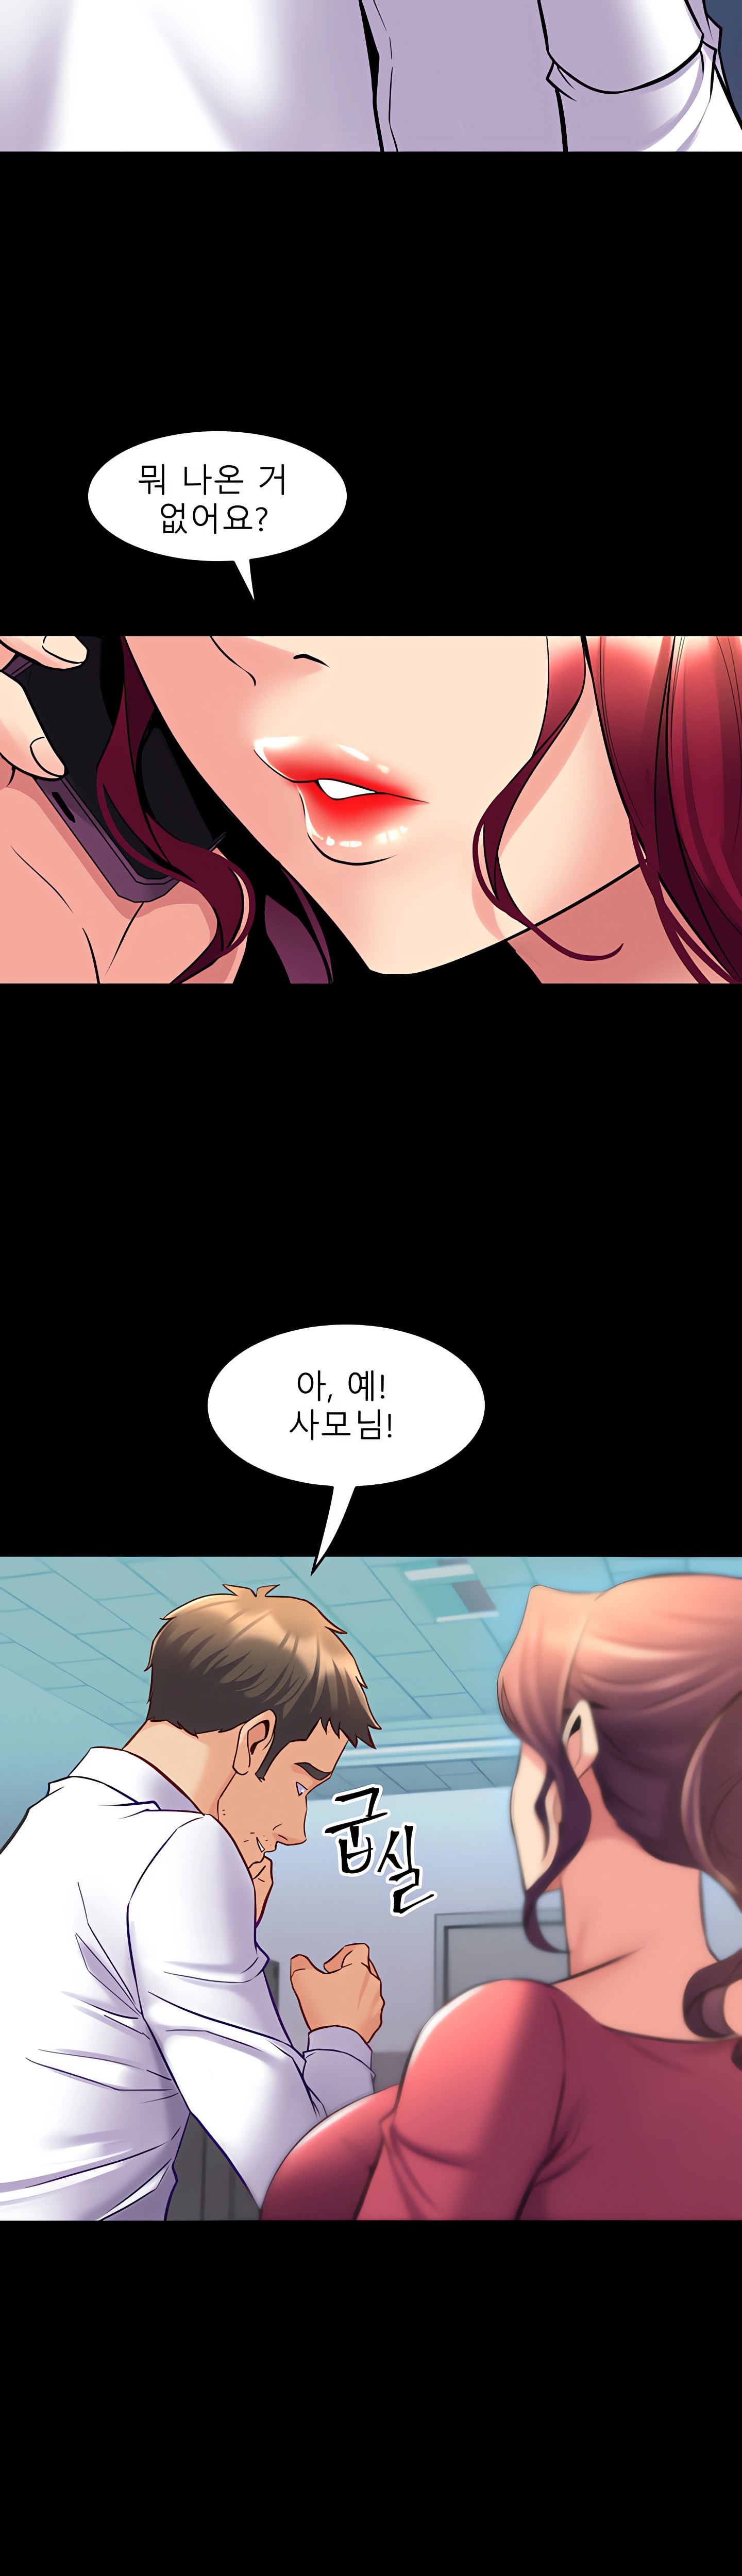 뭐 나온 거
없어요?
아, 예!
사모님!
굽실